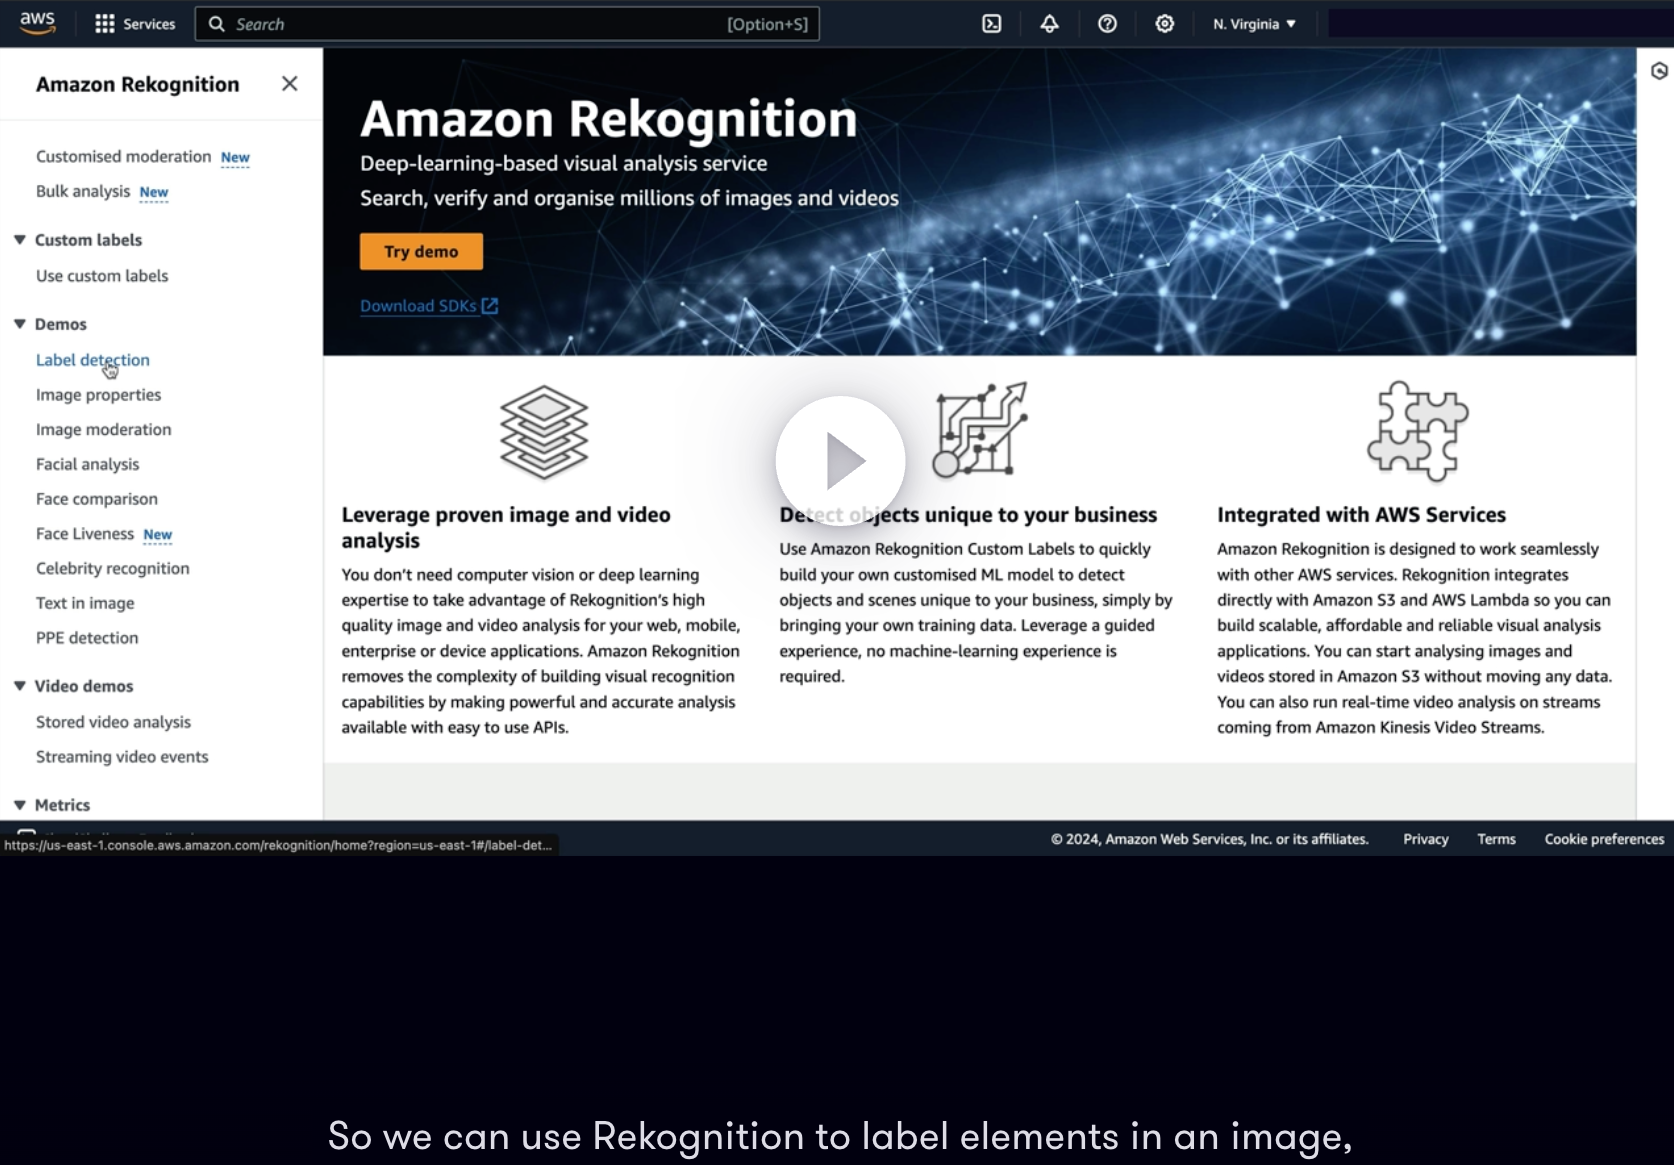 aws
Services
Search
[Option+S]
N. Virginia
Amazon Rekognition
Customised moderation New
Bulk analysis New
Custom labels
Use custom labels
Demos
Label detection
Image properties
Image moderation
Facial analysis
Face comparison
Face Liveness New
Celebrity recognition
Text in image
PPE detection
Video demos
Stored video analysis
Streaming video events
Metrics
Amazon Rekognition
Deep-learning-based visual analysis service
Search, verify and organise millions of images and videos
Try demo
Download SDKs
Leverage proven image and video
analysis
You don't need computer vision or deep learning
expertise to take advantage of Rekognition's high
quality image and video analysis for your web, mobile,
enterprise or device applications. Amazon Rekognition
removes the complexity of building visual recognition
capabilities by making powerful and accurate analysis
available with easy to use APIs.
Detect objects unique to your business
Use Amazon Rekognition Custom Labels to quickly
build your own customised ML model to detect
objects and scenes unique to your business, simply by
bringing your own training data. Leverage a guided
experience, no machine-learning experience is
required.
Integrated with AWS Services
Amazon Rekognition is designed to work seamlessly
with other AWS services. Rekognition integrates
directly with Amazon S3 and AWS Lambda so you can
build scalable, affordable and reliable visual analysis
applications. You can start analysing images and
videos stored in Amazon S3 without moving any data.
You can also run real-time video analysis on streams
coming from Amazon Kinesis Video Streams.
https://us-east-1.console.aws.amazon.com/rekognition/home?region=us-east-1#/label-det...
© 2024, Amazon Web Services, Inc. or its affiliates.
Privacy
Terms
Cookie preferences
So we can use Rekognition to label elements in an image,